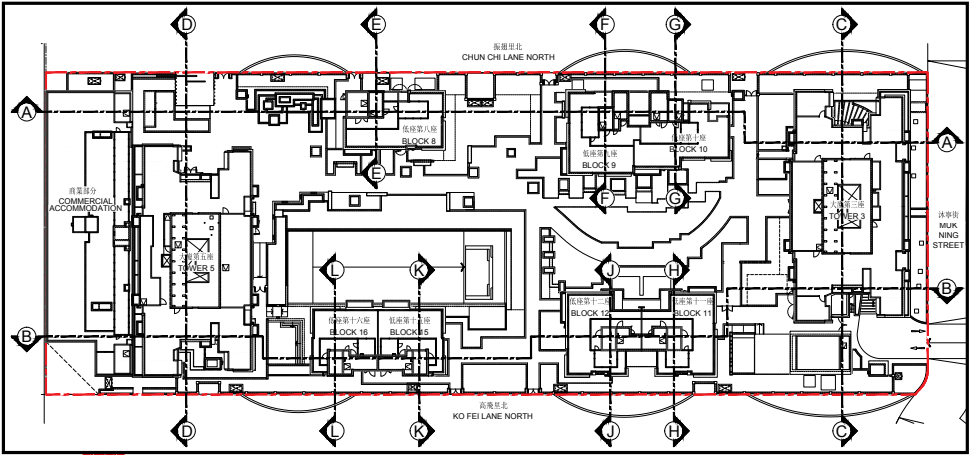 D
E
F
G
C
振翅里北
CHUN CHI LANE NORTH
A
A
低座第八座
BLOCK 8
低座第十座
BLOCK 10
低座第九座
BLOCK 9
E
F
G
商業部分
COMMERCIAL
ACCOMMODATION
大廈第三座
TOWER 3
沐寧街
MUK
NING
STREET
大廈第五座
TOWER 5
L
K
J
H
B
B
低座第十六座
BLOCK 16
低座第十五座
BLOCK 15
低座第十二座
BLOCK 12
低座第十一座
BLOCK 11
高飛里北
KO FEI LANE NORTH
D
L
K
J
H
C